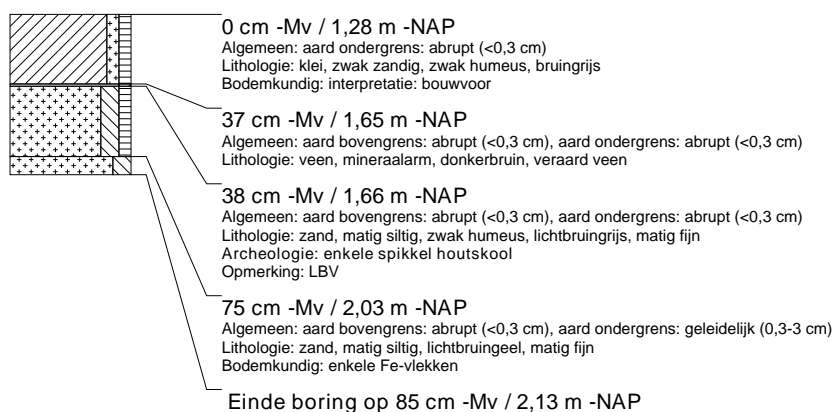 0 cm -Mv / 1,28 m -NAP
Algemeen: aard ondergrens: abrupt (<0,3 cm)
Lithologie: klei, zwak zandig, zwak humeus, bruingrijs
Bodemkundig: interpretatie: bouwvoor
37 cm -Mv / 1,65 m -NAP
Algemeen: aard bovengrens: abrupt (<0,3 cm), aard ondergrens: abrupt (<0,3 cm)
Lithologie: veen, mineraalarm, donkerbruin, veraard veen
38 cm -Mv / 1,66 m -NAP
Algemeen: aard bovengrens: abrupt (<0,3 cm), aard ondergrens: abrupt (<0,3 cm)
Lithologie: zand, matig siltig, zwak humeus, lichtbruingrijs, matig fijn
Archeologie: enkele spikkel houtskool
Opmerking: LBV
75 cm -Mv / 2,03 m -NAP
Algemeen: aard bovengrens: abrupt (<0,3 cm), aard ondergrens: geleidelijk (0,3-3 cm)
Lithologie: zand, matig siltig, lichtbruingeel, matig fijn
Bodemkundig: enkele Fe-vlekken
Einde boring op 85 cm -Mv / 2,13 m -NAP